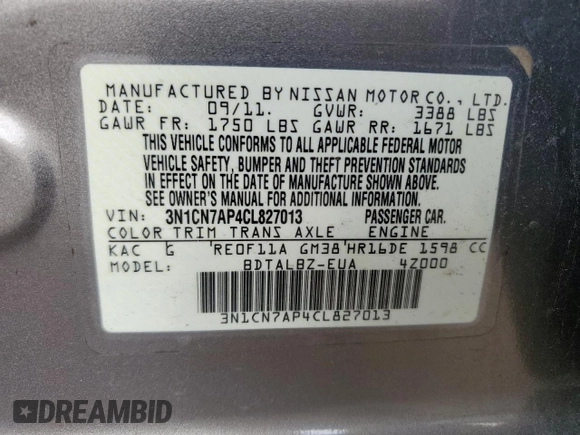 MANUFACTURED BY NISSAN MOTOR CO., LTD.
DATE: 09/11. GVWR: 3388 LBS
GAWR FR: 1750 LBS GAWR RR: 1671 LBS
THIS VEHICLE CONFORMS TO ALL APPLICABLE FEDERAL MOTOR
VEHICLE SAFETY, BUMPER AND THEFT PREVENTION STANDARDS
IN EFFECT ON THE DATE OF MANUFACTURE SHOWN ABOVE.
SEE OWNER'S MANUAL FOR ADDITIONAL INFORMATION.
VIN: 3N1CN7AP4CL827013 PASSENGER CAR.
COLOR TRIM TRANS AXLE ENGINE
KAC G RE0F11A GM38 HR16DE 1598 CC
MODEL BDTALBZ-EUA 4Z000
3N1CN7AP4CL827013
DREAMBID